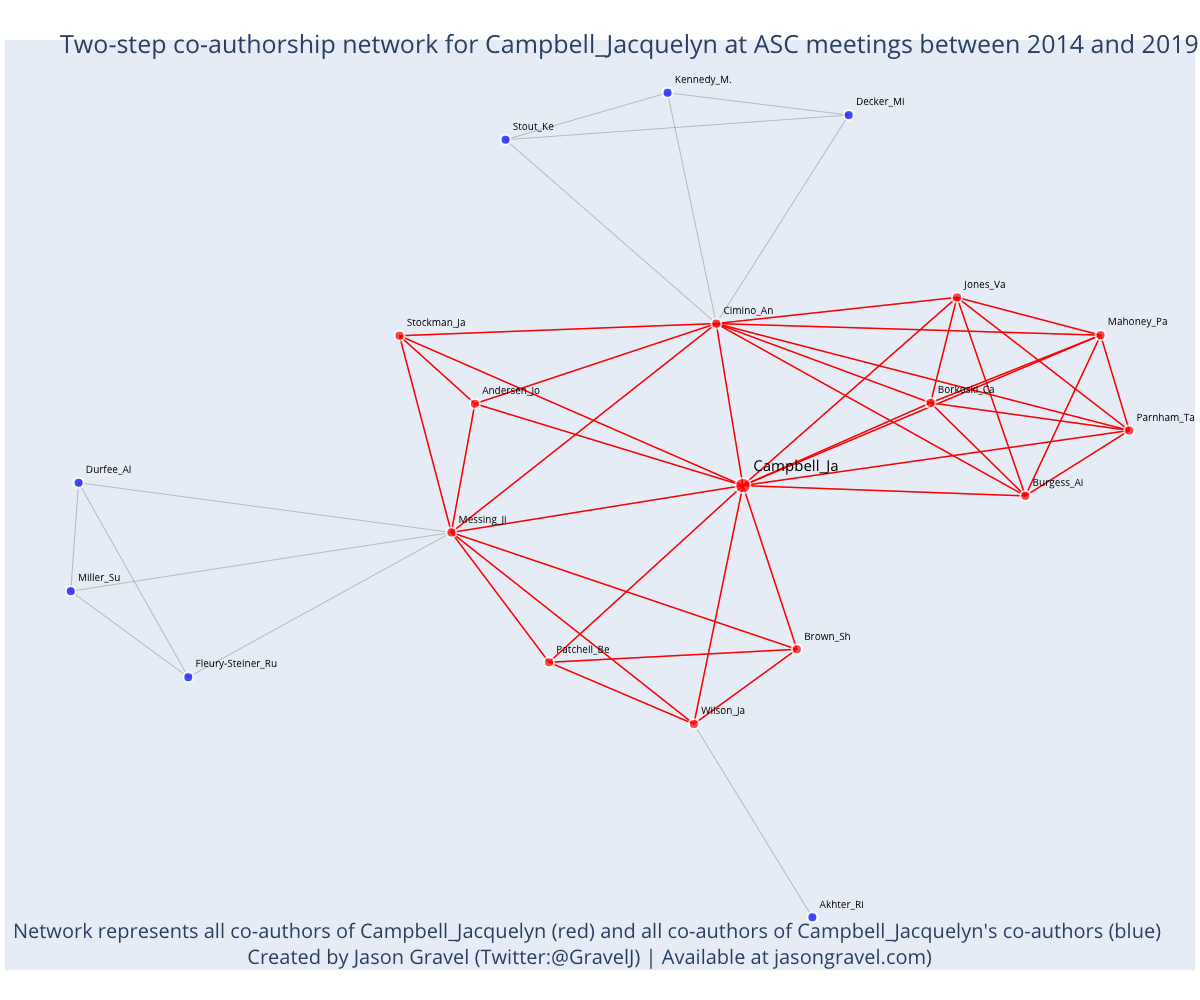 Two-step co-authorship network for Campbell_Jacquelyn at ASC meetings between 2014 and 2019
Kennedy_M.
Decker_Mi
Stout_Ke
Jones_Va
Cimino_An
Stockman_Ja
Mahoney_Pa
Andersen_Jo
Borkoski_Ca
Parnham_Ta
Campbell_Ja
Durfee_Al
Burgess_Ai
Messing_Ji
Miller_Su
Brown_Sh
Patchell_Be
Fleury-Steiner_Ru
Wilson_Ja
Akhter_Ri
Network represents all co-authors of Campbell_Jacquelyn (red) and all co-authors of Campbell_Jacquelyn's co-authors (blue)
Created by Jason Gravel (Twitter:@GravelJ) | Available at jasongravel.com)